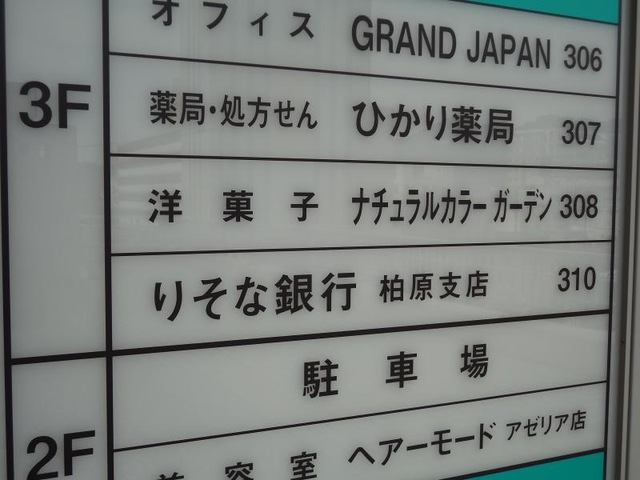 オフィス GRAND JAPAN 306
3F
薬局・処方せん ひかり薬局 307
洋菓子 ナチュラルカラー ガーデン 308
りそな銀行 柏原支店 310
駐車場
2F
美容室 ヘアーモード アゼリア店